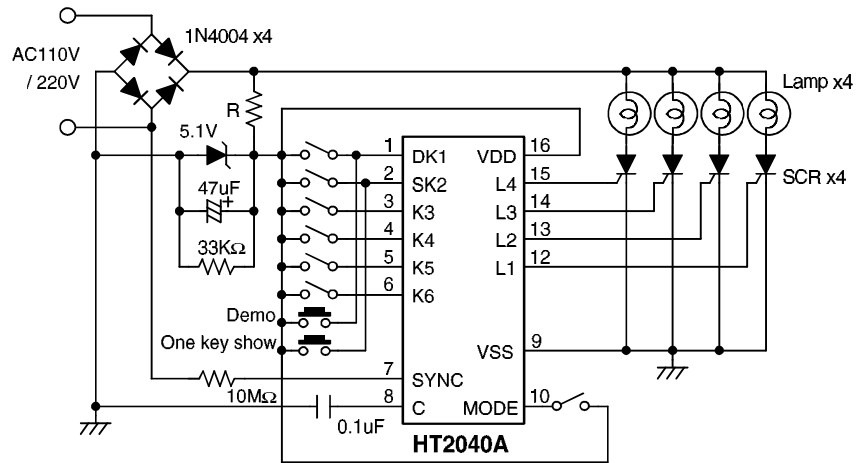 1N4004 x4
AC110V
/ 220V
R
5.1V
47uF
+
33KΩ
Demo
One key show
10MΩ
0.1uF
1
2
3
4
5
6
7
8
DK1
SK2
K3
K4
K5
K6
SYNC
C
VDD
L4
L3
L2
L1
VSS
MODE
16
15
14
13
12
9
10
HT2040A
Lamp x4
SCR x4